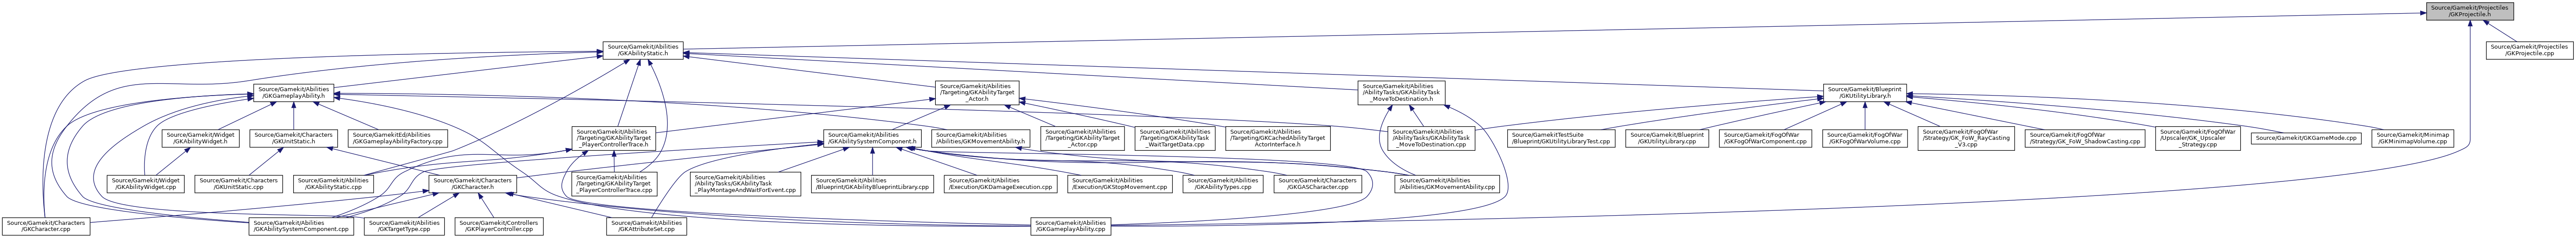 Source/Gamekit/Projectiles
/GKProjectile.h
Source/Gamekit/Abilities
/GKAbilityStatic.h
Source/Gamekit/Projectiles
/GKProjectile.cpp
Source/Gamekit/Abilities
/GKGameplayAbility.h
Source/Gamekit/Abilities
/Targeting/GKAbilityTarget
_Actor.h
Source/Gamekit/Abilities
/AbilityTasks/GKAbilityTask
_MoveToDestination.h
Source/Gamekit/Blueprint
/GKUtilityLibrary.h
Source/Gamekit/Widget
/GKAbilityWidget.h
Source/Gamekit/Characters
/GKUnitStatic.h
Source/GamekitEd/Abilities
/GKGameplayAbilityFactory.cpp
Source/Gamekit/Abilities
/Targeting/GKAbilityTarget
_PlayerControllerTrace.h
Source/Gamekit/Abilities
/GKAbilitySystemComponent.h
Source/Gamekit/Abilities
/Abilities/GKMovementAbility.h
Source/Gamekit/Abilities
/Targeting/GKAbilityTarget
_Actor.cpp
Source/Gamekit/Abilities
/Targeting/GKAbilityTask
_WaitTargetData.cpp
Source/Gamekit/Abilities
/Targeting/GKCachedAbilityTarget
ActorInterface.h
Source/Gamekit/Abilities
/AbilityTasks/GKAbilityTask
_MoveToDestination.cpp
Source/GamekitTestSuite
/Blueprint/GKUtilityLibraryTest.cpp
Source/Gamekit/Blueprint
/GKUtilityLibrary.cpp
Source/Gamekit/FogOfWar
/GKFogOfWarComponent.cpp
Source/Gamekit/FogOfWar
/GKFogOfWarVolume.cpp
Source/Gamekit/FogOfWar
/Strategy/GK_FoW_RayCasting
_V3.cpp
Source/Gamekit/FogOfWar
/Strategy/GK_FoW_ShadowCasting.cpp
Source/Gamekit/FogOfWar
/Upscaler/GK_Upscaler
_Strategy.cpp
Source/Gamekit/GKGameMode.cpp
Source/Gamekit/Minimap
/GKMinimapVolume.cpp
Source/Gamekit/Widget
/GKAbilityWidget.cpp
Source/Gamekit/Characters
/GKUnitStatic.cpp
Source/Gamekit/Abilities
/GKAbilityStatic.cpp
Source/Gamekit/Characters
/GKCharacter.h
Source/Gamekit/Abilities
/Targeting/GKAbilityTarget
_PlayerControllerTrace.cpp
Source/Gamekit/Abilities
/AbilityTasks/GKAbilityTask
_PlayMontageAndWaitForEvent.cpp
Source/Gamekit/Abilities
/Blueprint/GKAbilityBlueprintLibrary.cpp
Source/Gamekit/Abilities
/Execution/GKDamageExecution.cpp
Source/Gamekit/Abilities
/Execution/GKStopMovement.cpp
Source/Gamekit/Abilities
/GKAbilityTypes.cpp
Source/Gamekit/Characters
/GKGASCharacter.cpp
Source/Gamekit/Abilities
/Abilities/GKMovementAbility.cpp
Source/Gamekit/Characters
/GKCharacter.cpp
Source/Gamekit/Abilities
/GKAbilitySystemComponent.cpp
Source/Gamekit/Abilities
/GKTargetType.cpp
Source/Gamekit/Controllers
/GKPlayerController.cpp
Source/Gamekit/Abilities
/GKAttributeSet.cpp
Source/Gamekit/Abilities
/GKGameplayAbility.cpp